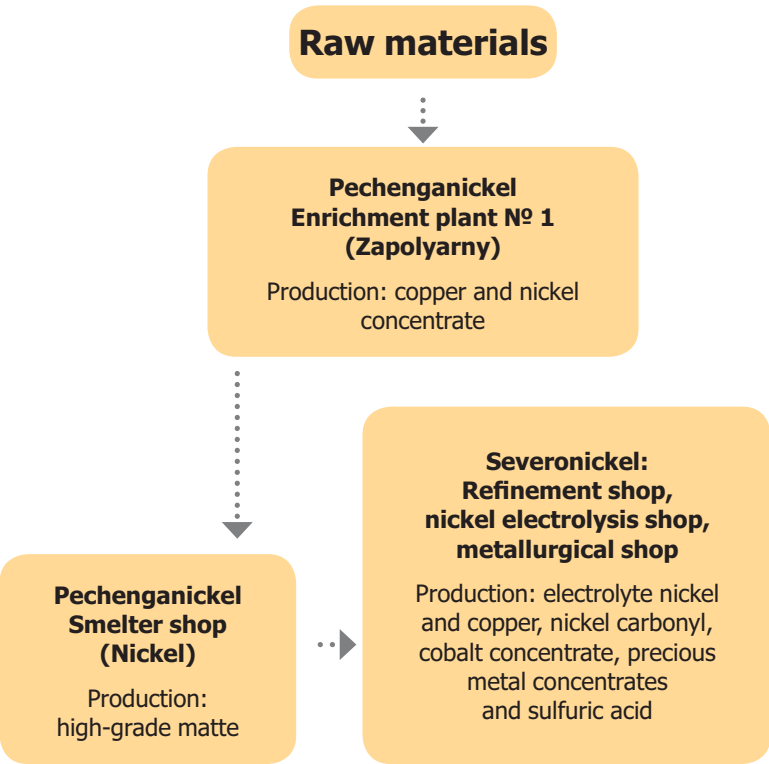 Raw materials
Pechenganickel
Enrichment plant Nº 1
(Zapolyarny)
Production: copper and nickel
concentrate
Pechenganickel
Smelter shop
(Nickel)
Production:
high-grade matte
Severonickel:
Refinement shop,
nickel electrolysis shop,
metallurgical shop
Production: electrolyte nickel
and copper, nickel carbonyl,
cobalt concentrate, precious
metal concentrates
and sulfuric acid